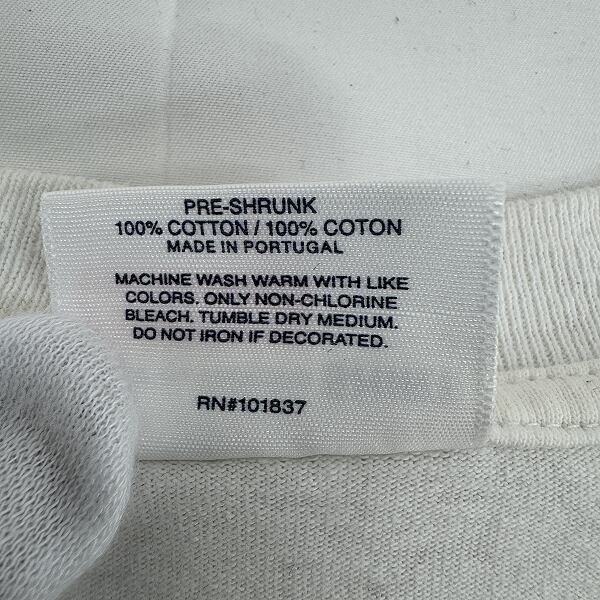 PRE-SHRUNK
100% COTTON / 100% COTON
MADE IN PORTUGAL
MACHINE WASH WARM WITH LIKE
COLORS. ONLY NON-CHLORINE
BLEACH. TUMBLE DRY MEDIUM.
DO NOT IRON IF DECORATED.
RN#101837